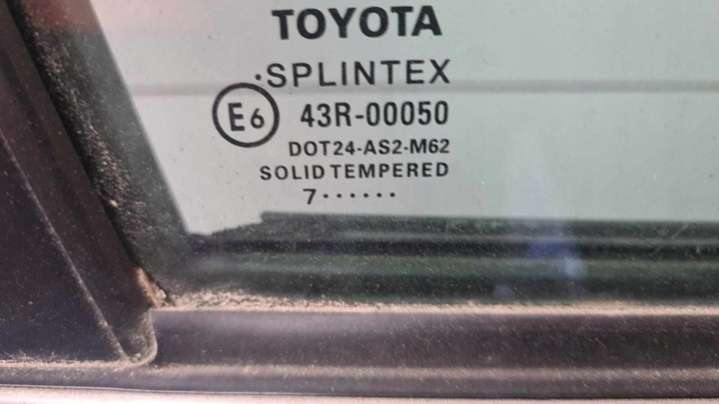 TOYOTA
·SPLINTEX
E6 43R-00050
DOT24-AS2-M62
SOLID TEMPERED
7······